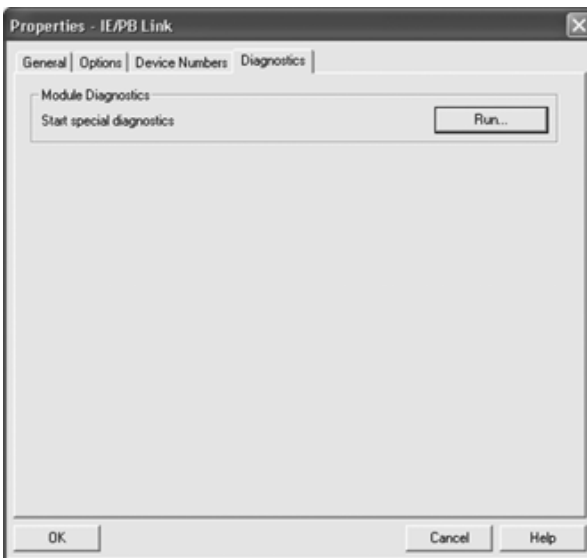 Properties - IE/PB Link
General Options Device Numbers Diagnostics
Module Diagnostics
Start special diagnostics Run...
OK Cancel Help